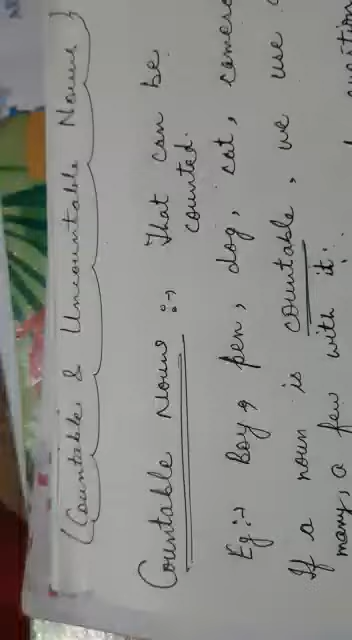 {Countable & Uncountable Nouns}
Countable Nouns :→ That can be
counted.
Eg:→ Boy, pen, dog, cat, camera
If a noun is countable, we use
many, a few with it.